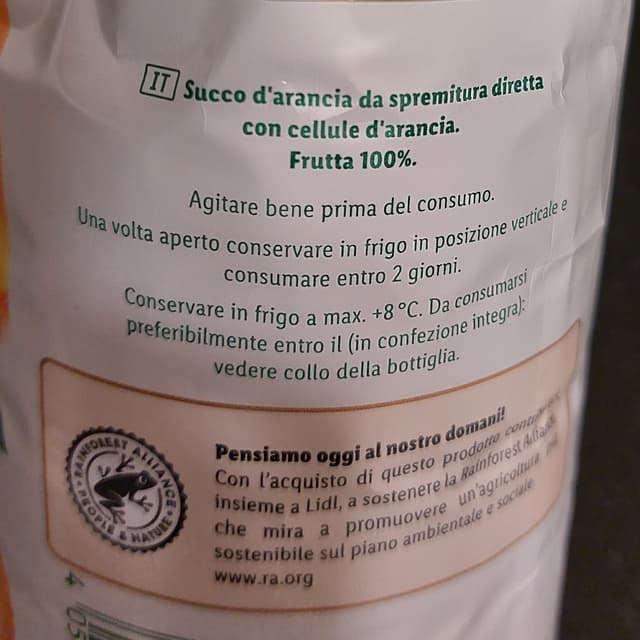 IT Succo d'arancia da spremitura diretta
con cellule d'arancia.
Frutta 100%.
Agitare bene prima del consumo.
Una volta aperto conservare in frigo in posizione verticale e
consumare entro 2 giorni.
Conservare in frigo a max. +8°C. Da consumarsi
preferibilmente entro il (in confezione integra):
vedere collo della bottiglia.
RAINFOREST ALLIANCE
PEOPLE & NATURE
Pensiamo oggi al nostro domani!
Con l'acquisto di questo prodotto
insieme a Lidl, a sostenere la Rainforest Alliance
che mira a promuovere un'agricoltura più
sostenibile sul piano ambientale e sociale.
www.ra.org
4